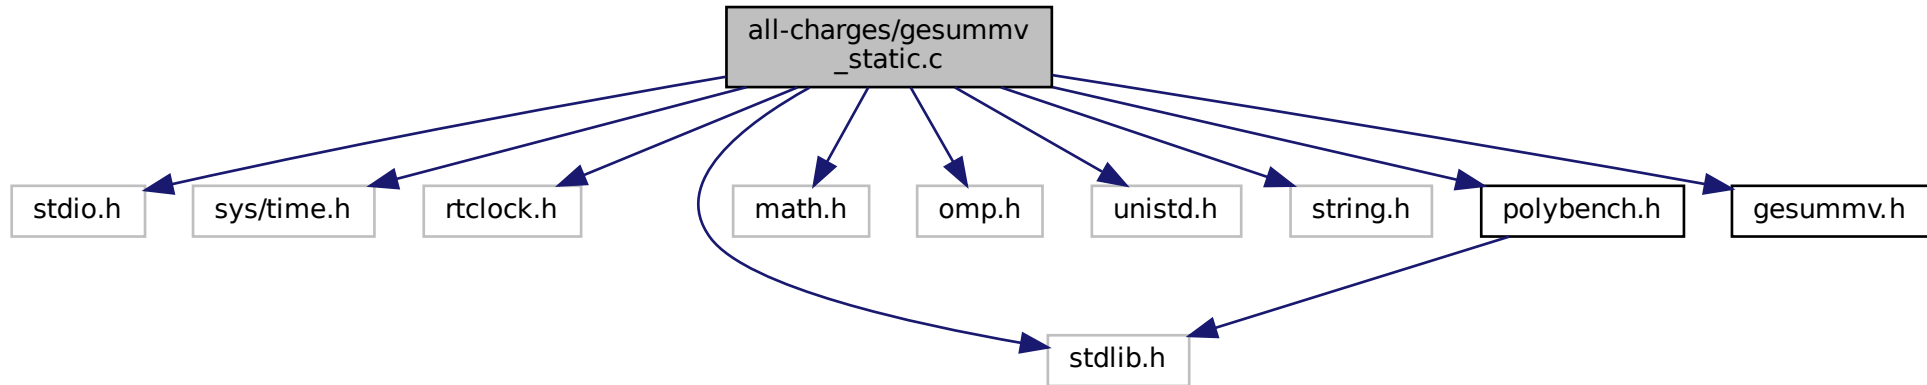 all-charges/gesummv
_static.c
stdio.h
sys/time.h
rtclock.h
math.h
omp.h
unistd.h
string.h
polybench.h
gesummv.h
stdlib.h